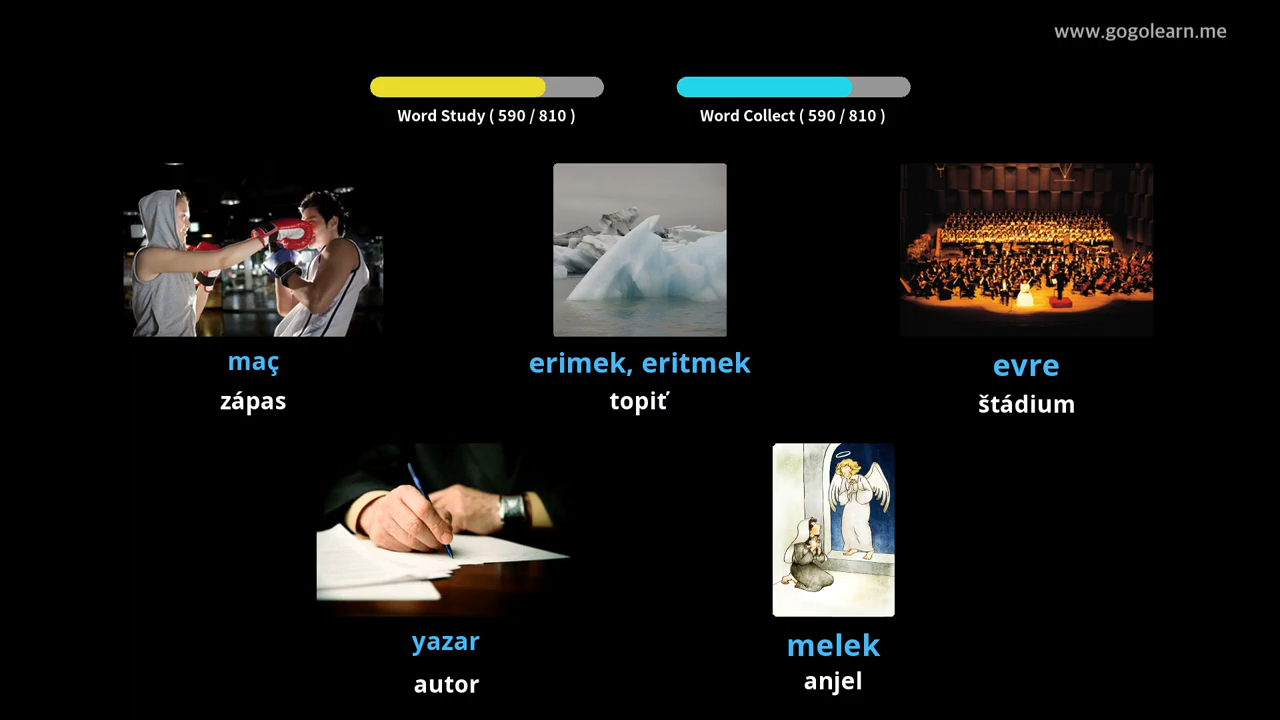 www.gogolearn.me
Word Study ( 590 / 810 )
Word Collect ( 590 / 810 )
maç
zápas
erimek, eritmek
topiť
evre
štádium
yazar
autor
melek
anjel